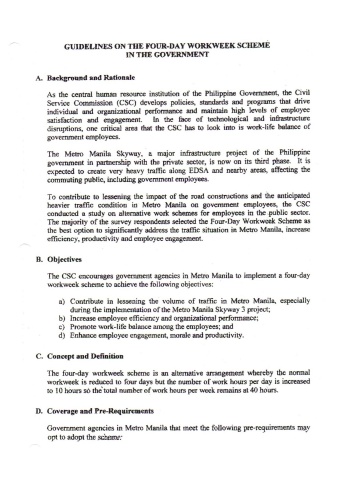 GUIDELINES ON THE FOUR-DAY WORKWEEK SCHEME
IN THE GOVERNMENT
A. Background and Rationale
As the central human resource institution of the Philippine Government, the Civil
Service Commission (CSC) develops policies, standards and programs that drive
individual and organizational performance and maintain high levels of employee
satisfaction and engagement. In the face of technological and infrastructure
disruptions, one critical area that the CSC has to look into is work-life balance of
government employees.
The Metro Manila Skyway, a major infrastructure project of the Philippine
government in partnership with the private sector, is now on its third phase. It is
expected to create very heavy traffic along EDSA and nearby areas, affecting the
commuting public, including government employees.
To contribute to lessening the impact of the road constructions and the anticipated
heavier traffic condition in Metro Manila on government employees, the CSC
conducted a study on alternative work schemes for employees in the public sector.
The majority of the survey respondents selected the Four-Day Workweek Scheme as
the best option to significantly address the traffic situation in Metro Manila, increase
efficiency, productivity and employee engagement.
B. Objectives
The CSC encourages government agencies in Metro Manila to implement a four-day
workweek scheme to achieve the following objectives:
a) Contribute in lessening the volume of traffic in Metro Manila, especially
during the implementation of the Metro Manila Skyway 3 project;
b) Increase employee efficiency and organizational performance;
c) Promote work-life balance among the employees; and
d) Enhance employee engagement, morale and productivity.
C. Concept and Definition
The four-day workweek scheme is an alternative arrangement whereby the normal
workweek is reduced to four days but the number of work hours per day is increased
to 10 hours so the total number of work hours per week remains at 40 hours.
D. Coverage and Pre-Requirements
Government agencies in Metro Manila that meet the following pre-requirements may
opt to adopt the scheme: